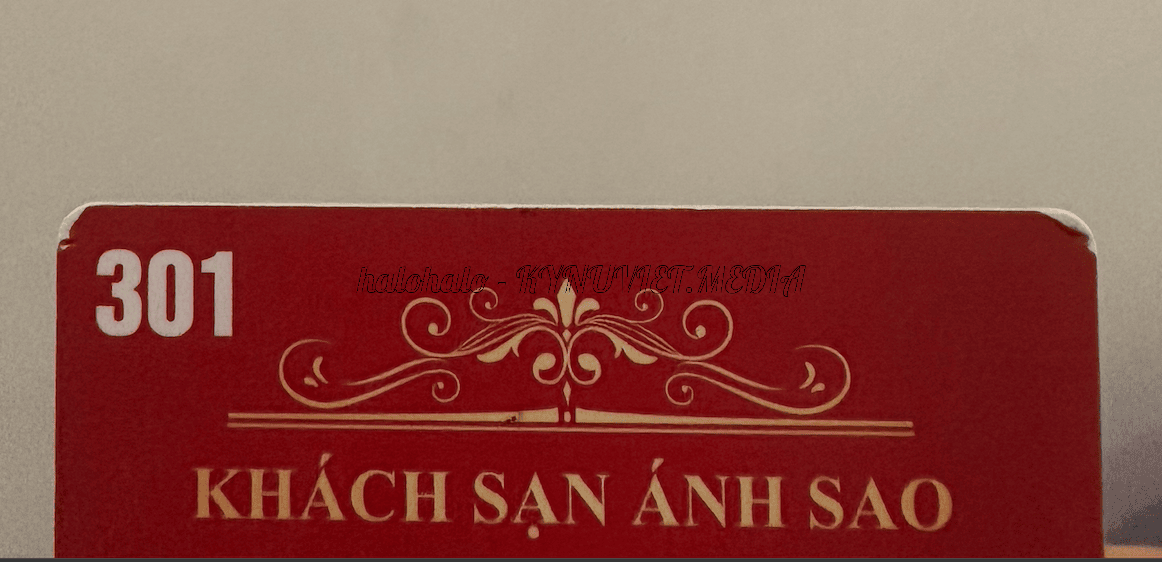 301
halohalo - KYNUVIET.MEDIA
KHÁCH SẠN ÁNH SAO